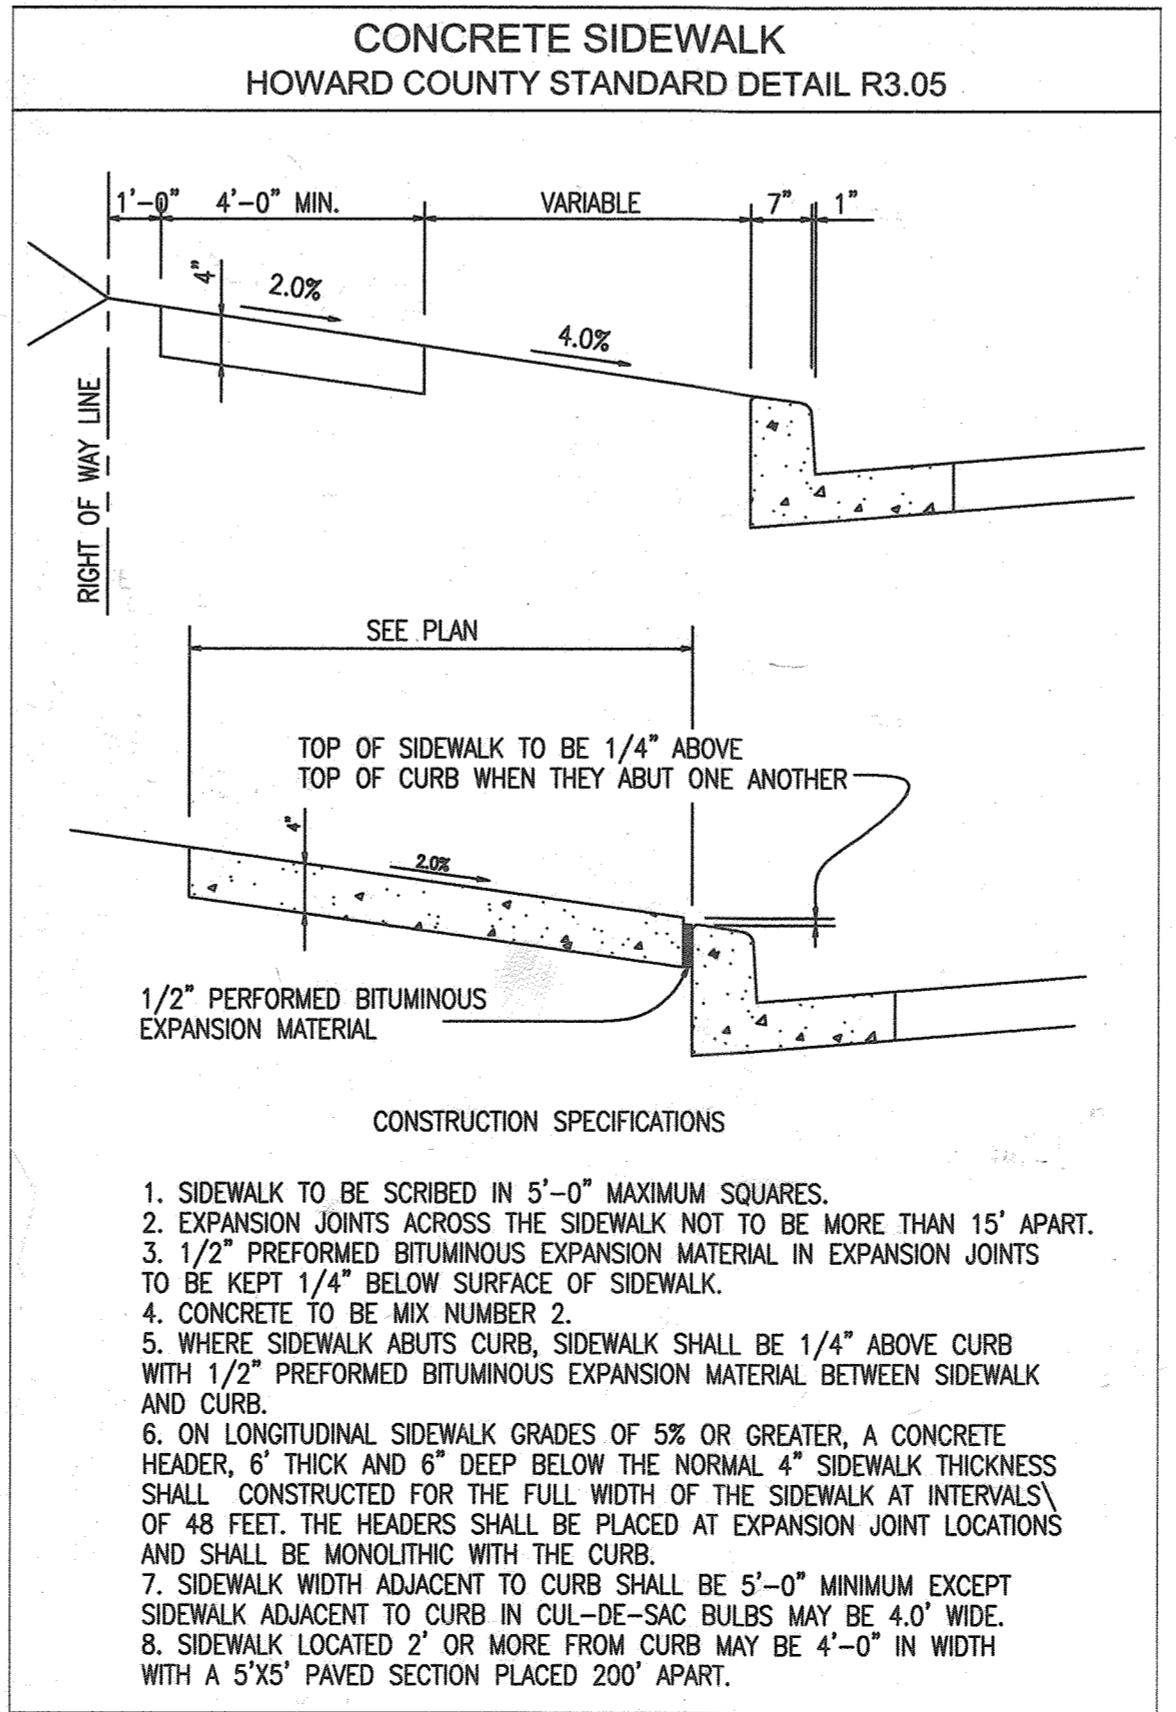 CONCRETE SIDEWALK
HOWARD COUNTY STANDARD DETAIL R3.05
1'-0" 4'-0" MIN. VARIABLE 7" 1"
4"
2.0%
4.0%
RIGHT OF WAY LINE
SEE PLAN
TOP OF SIDEWALK TO BE 1/4" ABOVE
TOP OF CURB WHEN THEY ABUT ONE ANOTHER
4"
2.0%
1/2" PERFORMED BITUMINOUS
EXPANSION MATERIAL
CONSTRUCTION SPECIFICATIONS
1. SIDEWALK TO BE SCRIBED IN 5'-0" MAXIMUM SQUARES.
2. EXPANSION JOINTS ACROSS THE SIDEWALK NOT TO BE MORE THAN 15' APART.
3. 1/2" PREFORMED BITUMINOUS EXPANSION MATERIAL IN EXPANSION JOINTS
TO BE KEPT 1/4" BELOW SURFACE OF SIDEWALK.
4. CONCRETE TO BE MIX NUMBER 2.
5. WHERE SIDEWALK ABUTS CURB, SIDEWALK SHALL BE 1/4" ABOVE CURB
WITH 1/2" PREFORMED BITUMINOUS EXPANSION MATERIAL BETWEEN SIDEWALK
AND CURB.
6. ON LONGITUDINAL SIDEWALK GRADES OF 5% OR GREATER, A CONCRETE
HEADER, 6' THICK AND 6" DEEP BELOW THE NORMAL 4" SIDEWALK THICKNESS
SHALL CONSTRUCTED FOR THE FULL WIDTH OF THE SIDEWALK AT INTERVALS\
OF 48 FEET. THE HEADERS SHALL BE PLACED AT EXPANSION JOINT LOCATIONS
AND SHALL BE MONOLITHIC WITH THE CURB.
7. SIDEWALK WIDTH ADJACENT TO CURB SHALL BE 5'-0" MINIMUM EXCEPT
SIDEWALK ADJACENT TO CURB IN CUL-DE-SAC BULBS MAY BE 4.0' WIDE.
8. SIDEWALK LOCATED 2' OR MORE FROM CURB MAY BE 4'-0" IN WIDTH
WITH A 5'X5' PAVED SECTION PLACED 200' APART.